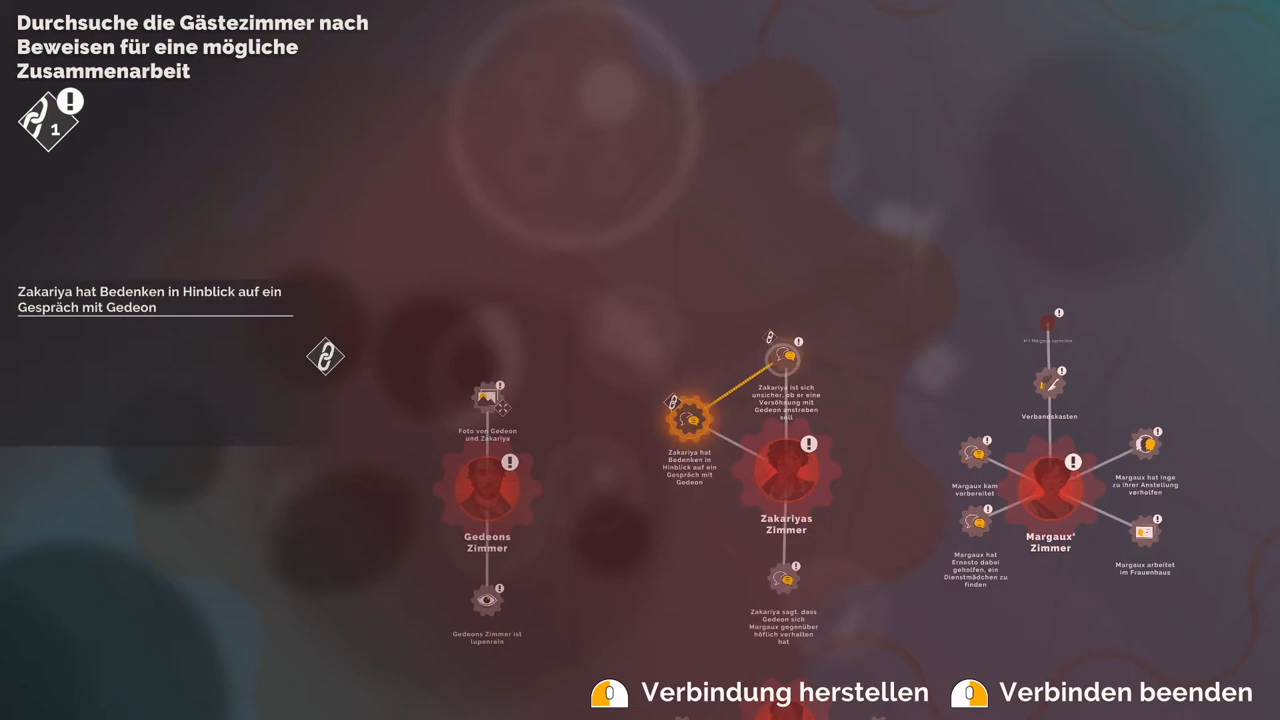 Durchsuche die Gästezimmer nach
Beweisen für eine mögliche
Zusammenarbeit
1
Zakariya hat Bedenken in Hinblick auf ein
Gespräch mit Gedeon
Foto von Gedeon
und Zakariya
Gedeons
Zimmer
Gedeons Zimmer ist
lupenrein
Zakariya ist sich
unsicher, ob er eine
Versöhnung mit
Gedeon anstreben
soll
Zakariya hat
Bedenken in
Hinblick auf ein
Gespräch mit
Gedeon
Zakariyas
Zimmer
Zakariya sagt, dass
Gedeon sich
Margaux gegenüber
höflich verhalten
hat
Mit Margaux sprechen
Verbandskasten
Margaux kam
vorbereitet
Margaux hat Inge
zu ihrer Anstellung
verholfen
Margaux'
Zimmer
Margaux hat
Ernesto dabei
geholfen, ein
Dienstmädchen zu
finden
Margaux arbeitet
im Frauenhaus
Verbindung herstellen
Verbinden beenden